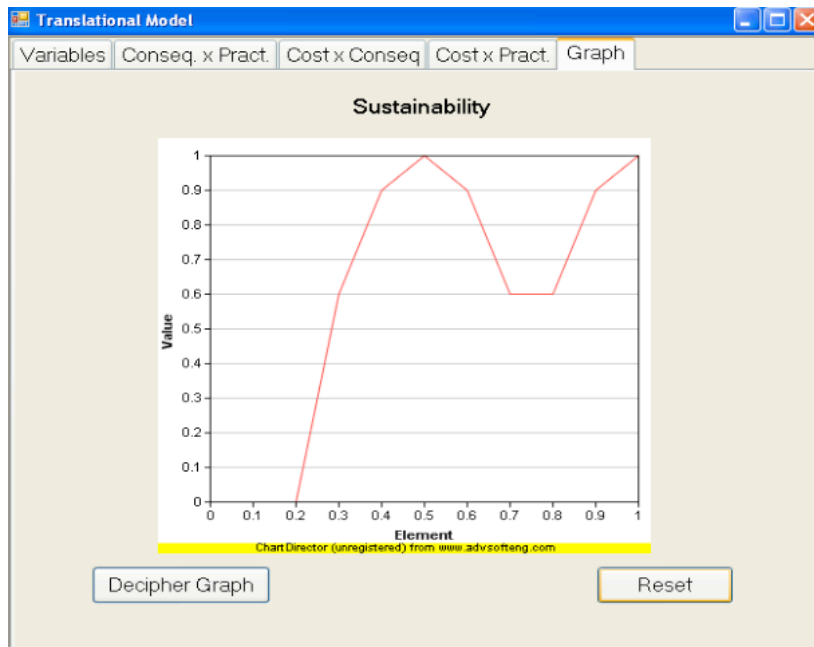 Translational Model
Variables Conseq. x Pract. Cost x Conseq Cost x Pract. Graph
Sustainability
1
0.9
0.8
0.7
0.6
0.5
0.4
0.3
0.2
0.1
0
Value
0 0.1 0.2 0.3 0.4 0.5 0.6 0.7 0.8 0.9 1
Element
ChartDirector (unregistered) from www.advsofteng.com
Decipher Graph Reset